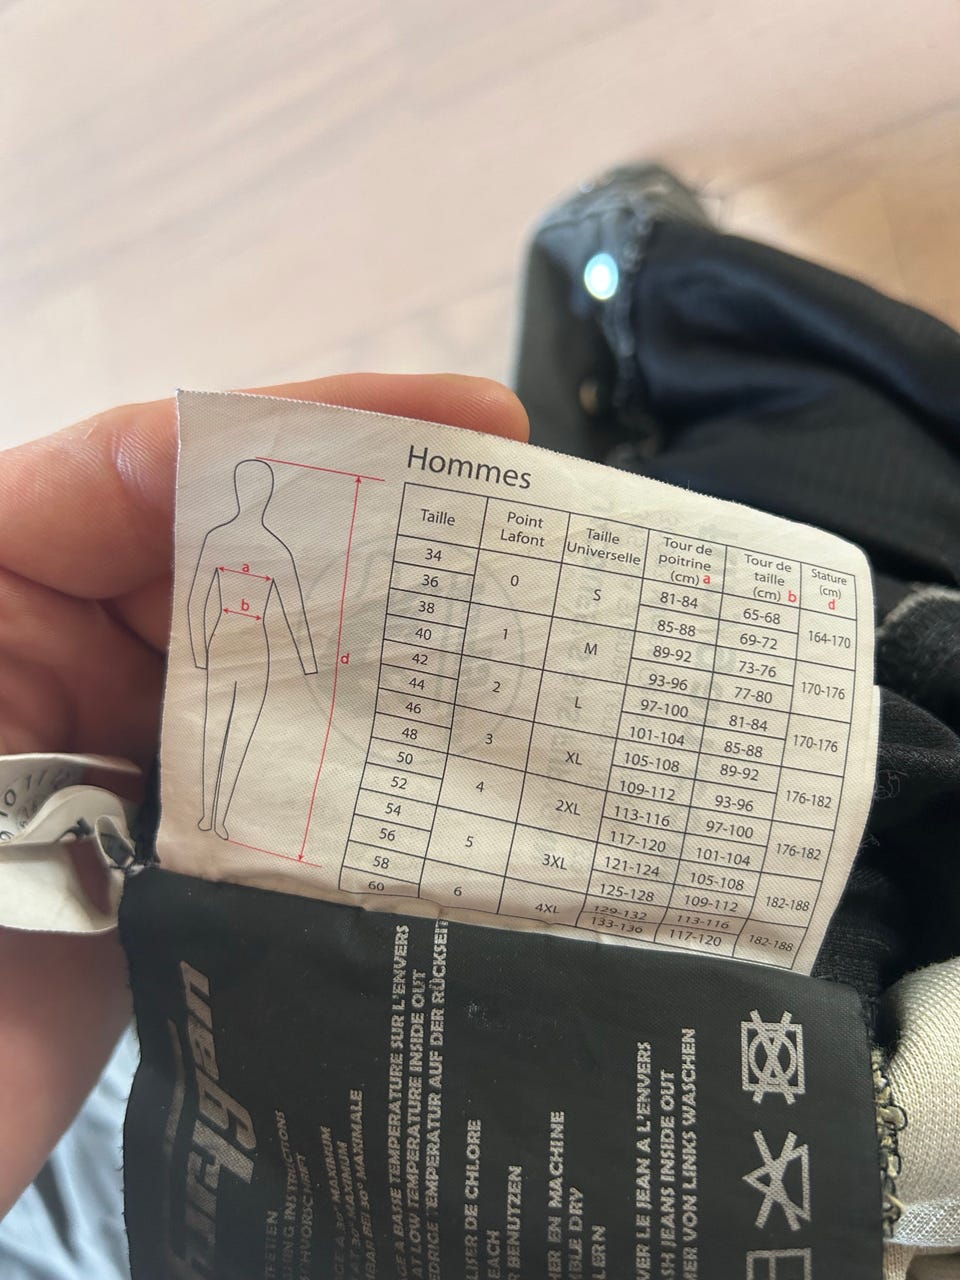 Hommes
Taille Point Lafont Taille Universelle Tour de poitrine (cm) a Tour de taille (cm) b Stature (cm) d
34 0 S 81-84 65-68 164-170
36 85-88 69-72
38 1 M 89-92 73-76 170-176
40 93-96 77-80
42 2 L 97-100 81-84 170-176
44 101-104 85-88
46 3 XL 105-108 89-92 176-182
48 109-112 93-96
50 4 2XL 113-116 97-100 176-182
52 117-120 101-104
54 5 3XL 121-124 105-108 182-188
56 125-128 109-112
58 6 4XL 129-132 113-116 182-188
60 133-136 117-120
a
b
d
30° MAXIMUM
30° MAXIMUM
30° MAXIMALE
A BASSE TEMPERATURE SUR L'ENVERS
AT LOW TEMPERATURE INSIDE OUT
TEMPERATUR AUF DER RÜCKSEIT
DE CHLORE
BENUTZEN
EN MACHINE
DRY
LE JEAN A L'ENVERS
INSIDE OUT
VON LINKS WASCHEN